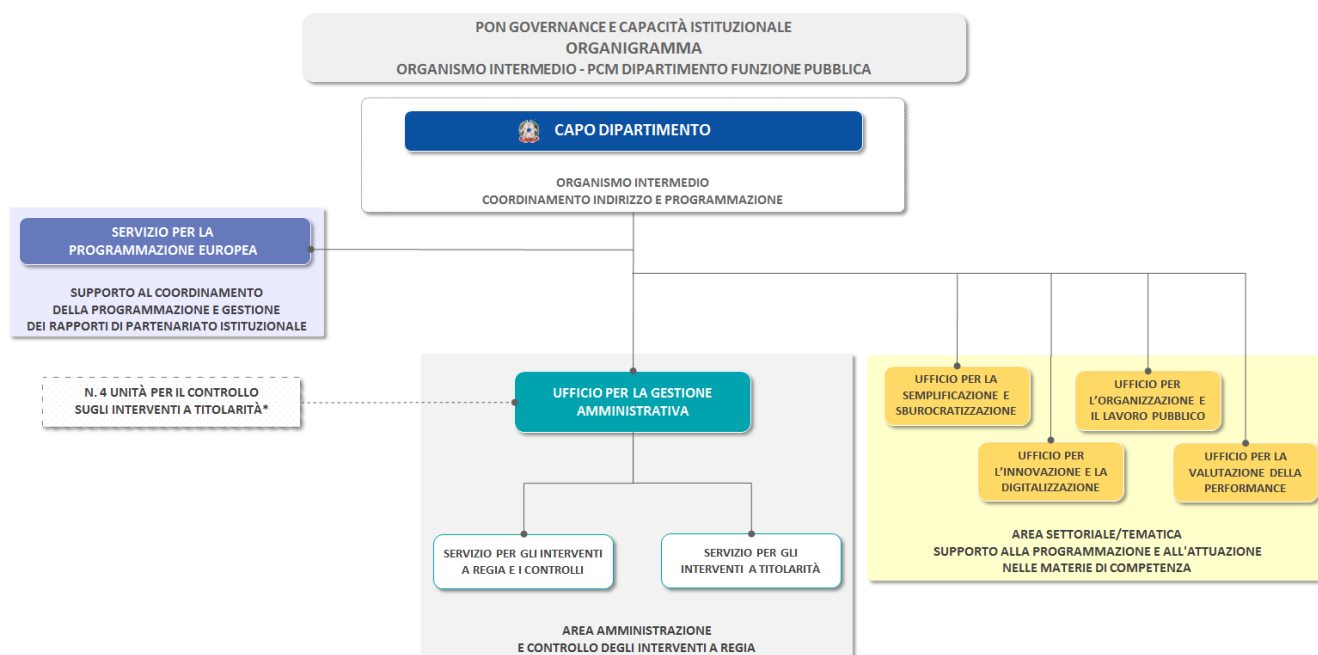 PON GOVERNANCE E CAPACITÀ ISTITUZIONALE
ORGANIGRAMMA
ORGANISMO INTERMEDIO - PCM DIPARTIMENTO FUNZIONE PUBBLICA
CAPO DIPARTIMENTO
ORGANISMO INTERMEDIO
COORDINAMENTO INDIRIZZO E PROGRAMMAZIONE
SERVIZIO PER LA
PROGRAMMAZIONE EUROPEA
SUPPORTO AL COORDINAMENTO
DELLA PROGRAMMAZIONE E GESTIONE
DEI RAPPORTI DI PARTENARIATO ISTITUZIONALE
N. 4 UNITÀ PER IL CONTROLLO
SUGLI INTERVENTI A TITOLARITÀ*
UFFICIO PER LA GESTIONE
AMMINISTRATIVA
SERVIZIO PER GLI INTERVENTI
A REGIA E I CONTROLLI
SERVIZIO PER GLI
INTERVENTI A TITOLARITÀ
AREA AMMINISTRAZIONE
E CONTROLLO DEGLI INTERVENTI A REGIA
UFFICIO PER LA
SEMPLIFICAZIONE E
SBUROCRATIZZAZIONE
UFFICIO PER
L'ORGANIZZAZIONE E
IL LAVORO PUBBLICO
UFFICIO PER
L'INNOVAZIONE E LA
DIGITALIZZAZIONE
UFFICIO PER LA
VALUTAZIONE DELLA
PERFORMANCE
AREA SETTORIALE/TEMATICA
SUPPORTO ALLA PROGRAMMAZIONE E ALL'ATTUAZIONE
NELLE MATERIE DI COMPETENZA